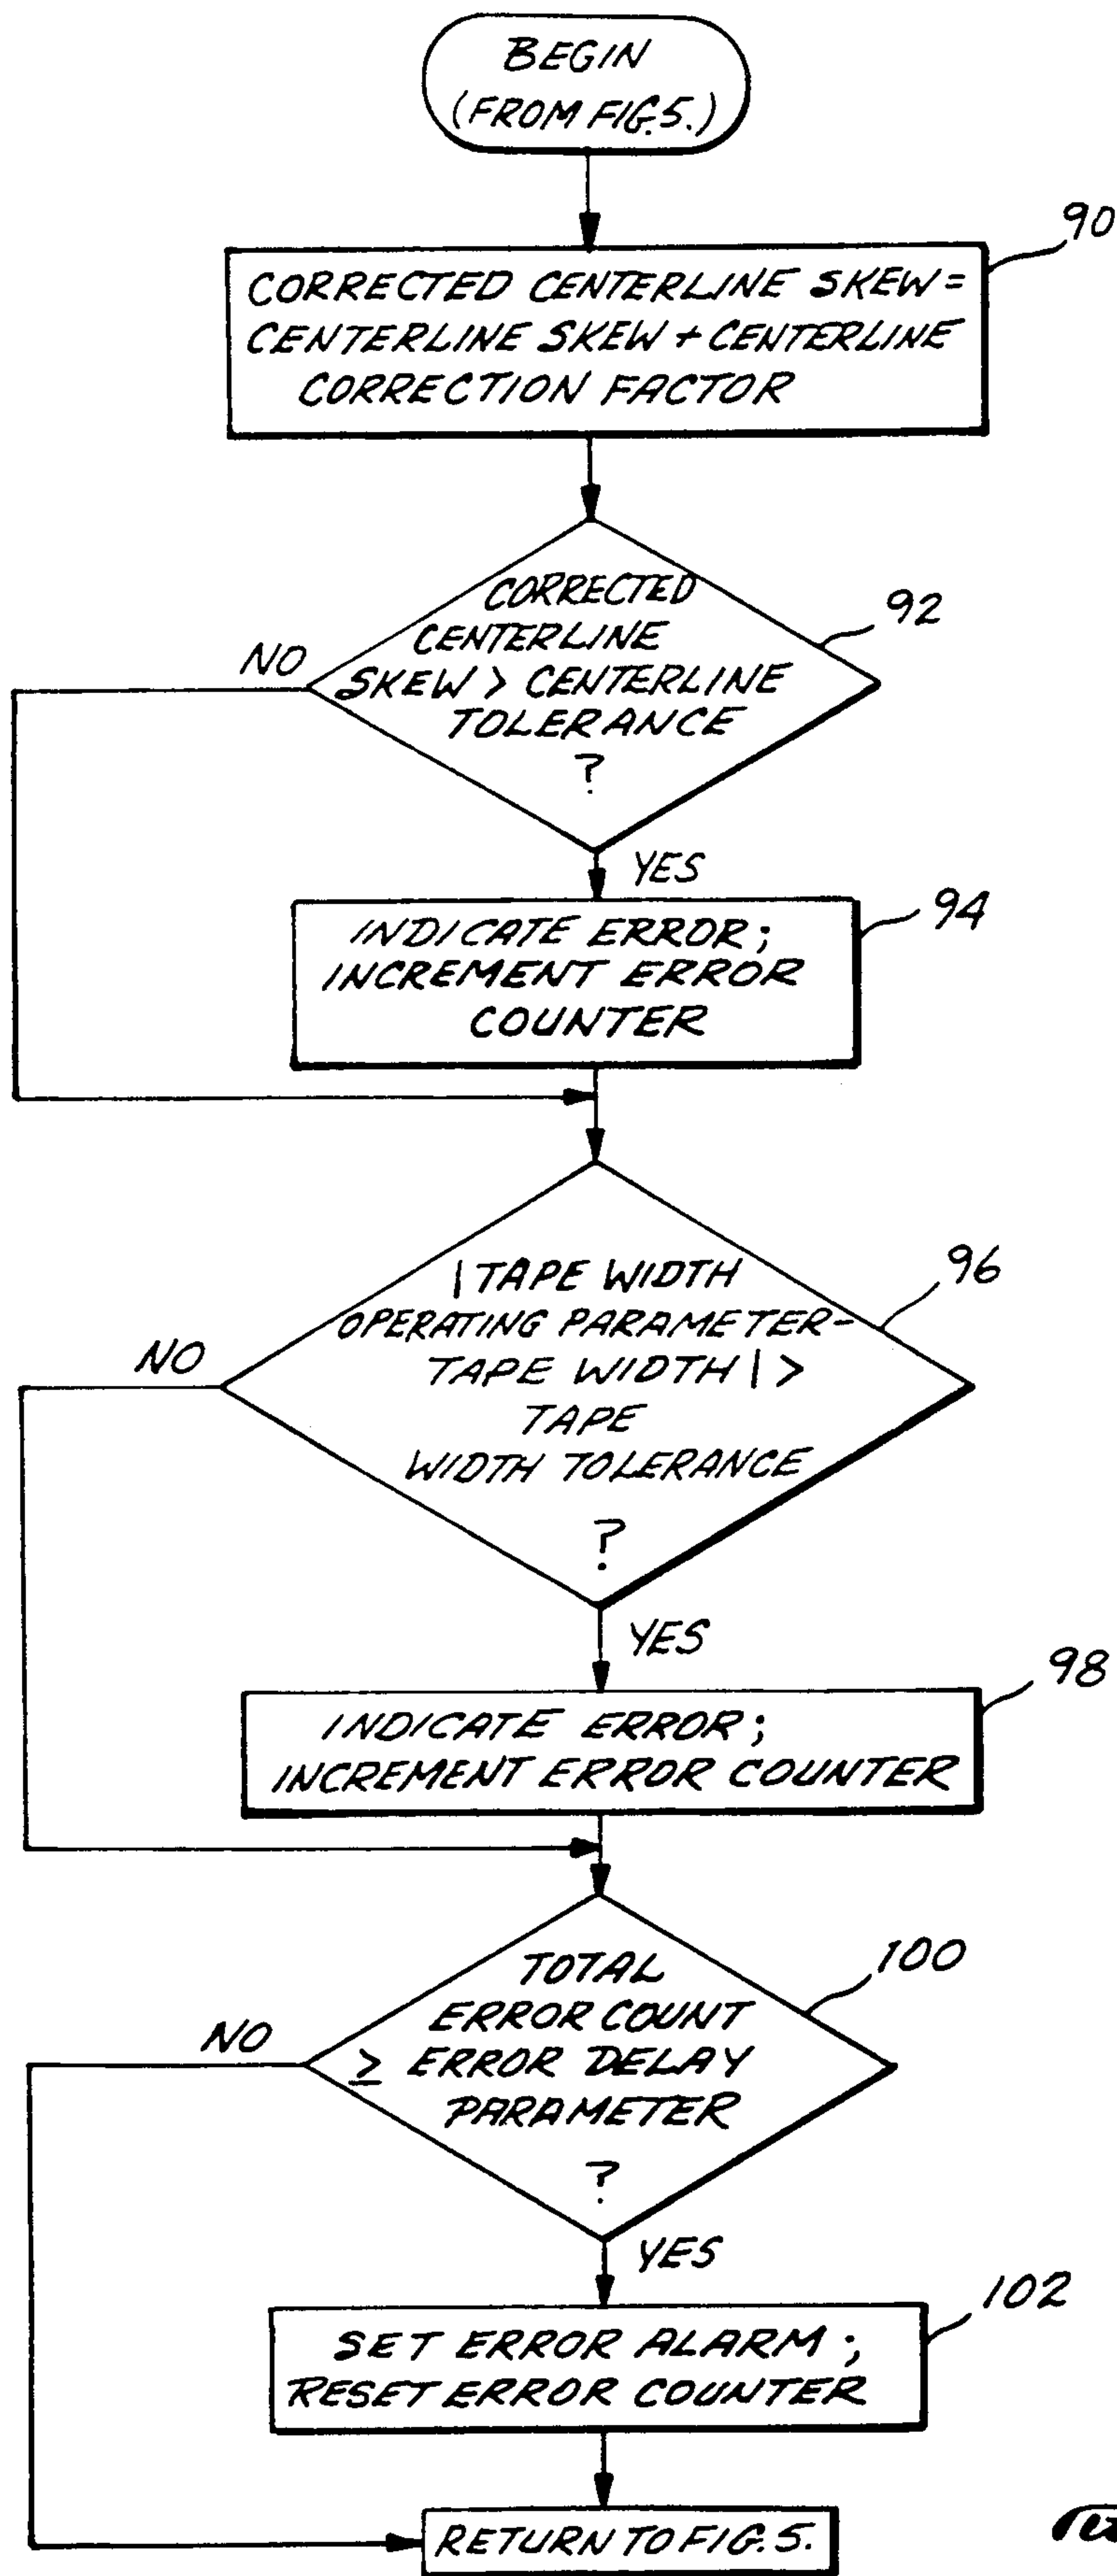 BEGIN
(FROM FIG.5.)
90
CORRECTED CENTERLINE SKEW =
CENTERLINE SKEW + CENTERLINE
CORRECTION FACTOR
92
CORRECTED
CENTERLINE
SKEW > CENTERLINE
TOLERANCE
?
NO
YES
94
INDICATE ERROR;
INCREMENT ERROR
COUNTER
96
| TAPE WIDTH
OPERATING PARAMETER-
TAPE WIDTH | >
TAPE
WIDTH TOLERANCE
?
NO
YES
98
INDICATE ERROR;
INCREMENT ERROR COUNTER
100
TOTAL
ERROR COUNT
≥ ERROR DELAY
PARAMETER
?
NO
YES
102
SET ERROR ALARM;
RESET ERROR COUNTER
RETURN TO FIG.5.